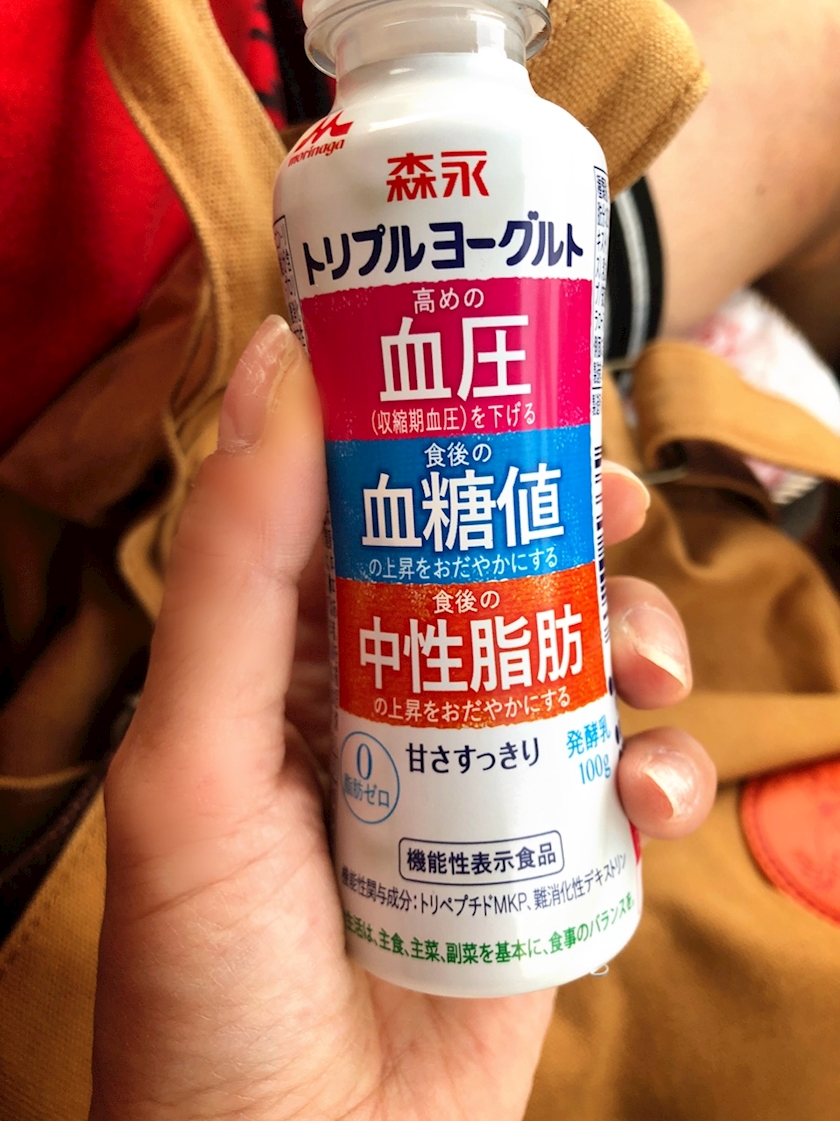 morinaga
森永
トリプルヨーグルト
高めの
血圧
(収縮期血圧)を下げる
食後の
血糖値
の上昇をおだやかにする
食後の
中性脂肪
の上昇をおだやかにする
0
脂肪ゼロ
甘さすっきり
発酵乳
100g
機能性表示食品
機能性関与成分:トリペプチドMKP、難消化性デキストリン
生活は、主食、主菜、副菜を基本に、食事のバランスを。